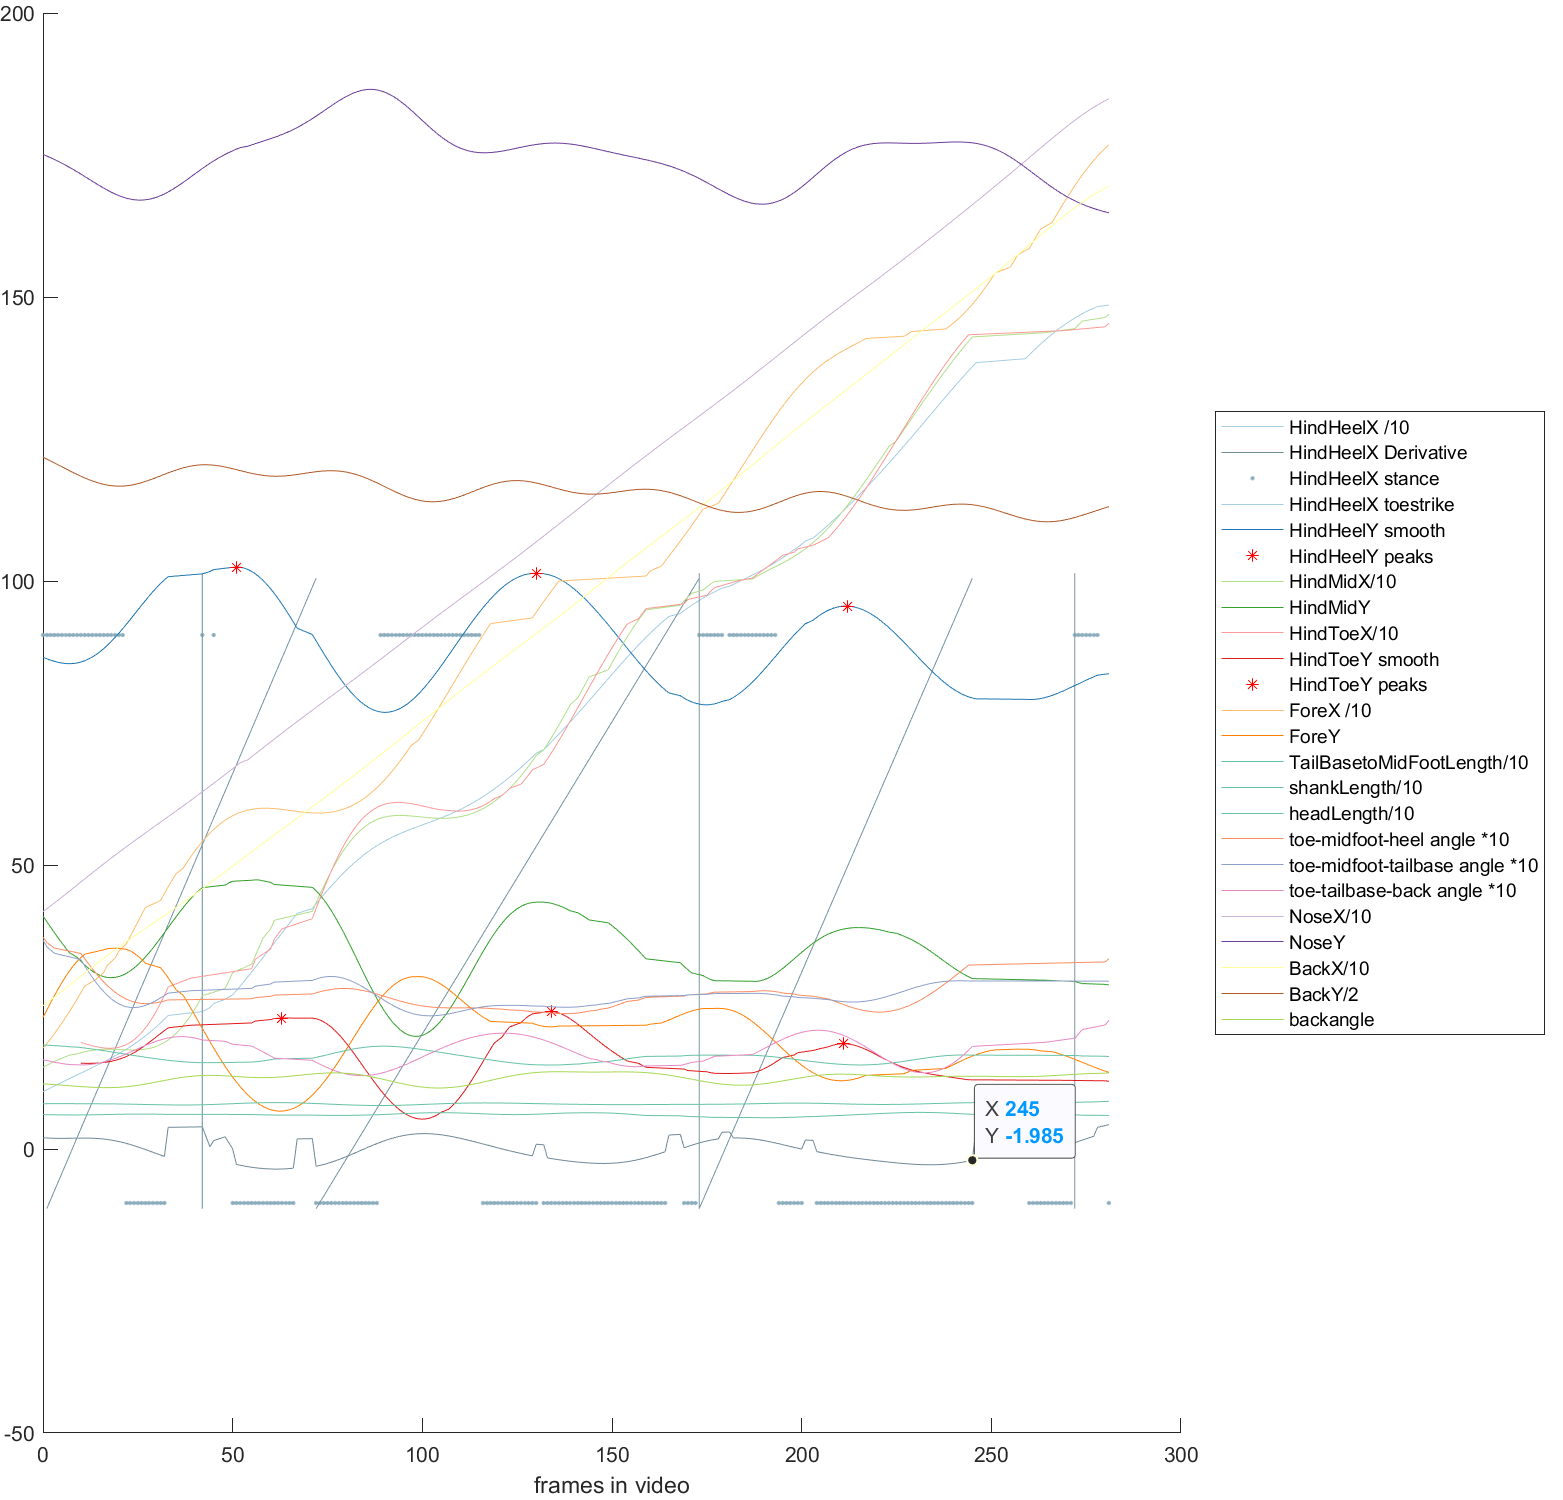 200
150
100
50
0
-50
0
50
100
150
200
250
300
frames in video
X 245
Y -1.985
HindHeelX /10
HindHeelX Derivative
HindHeelX stance
HindHeelX toestrike
HindHeelY smooth
HindHeelY peaks
HindMidX/10
HindMidY
HindToeX/10
HindToeY smooth
HindToeY peaks
ForeX /10
ForeY
TailBasetoMidFootLength/10
shankLength/10
headLength/10
toe-midfoot-heel angle *10
toe-midfoot-tailbase angle *10
toe-tailbase-back angle *10
NoseX/10
NoseY
BackX/10
BackY/2
backangle